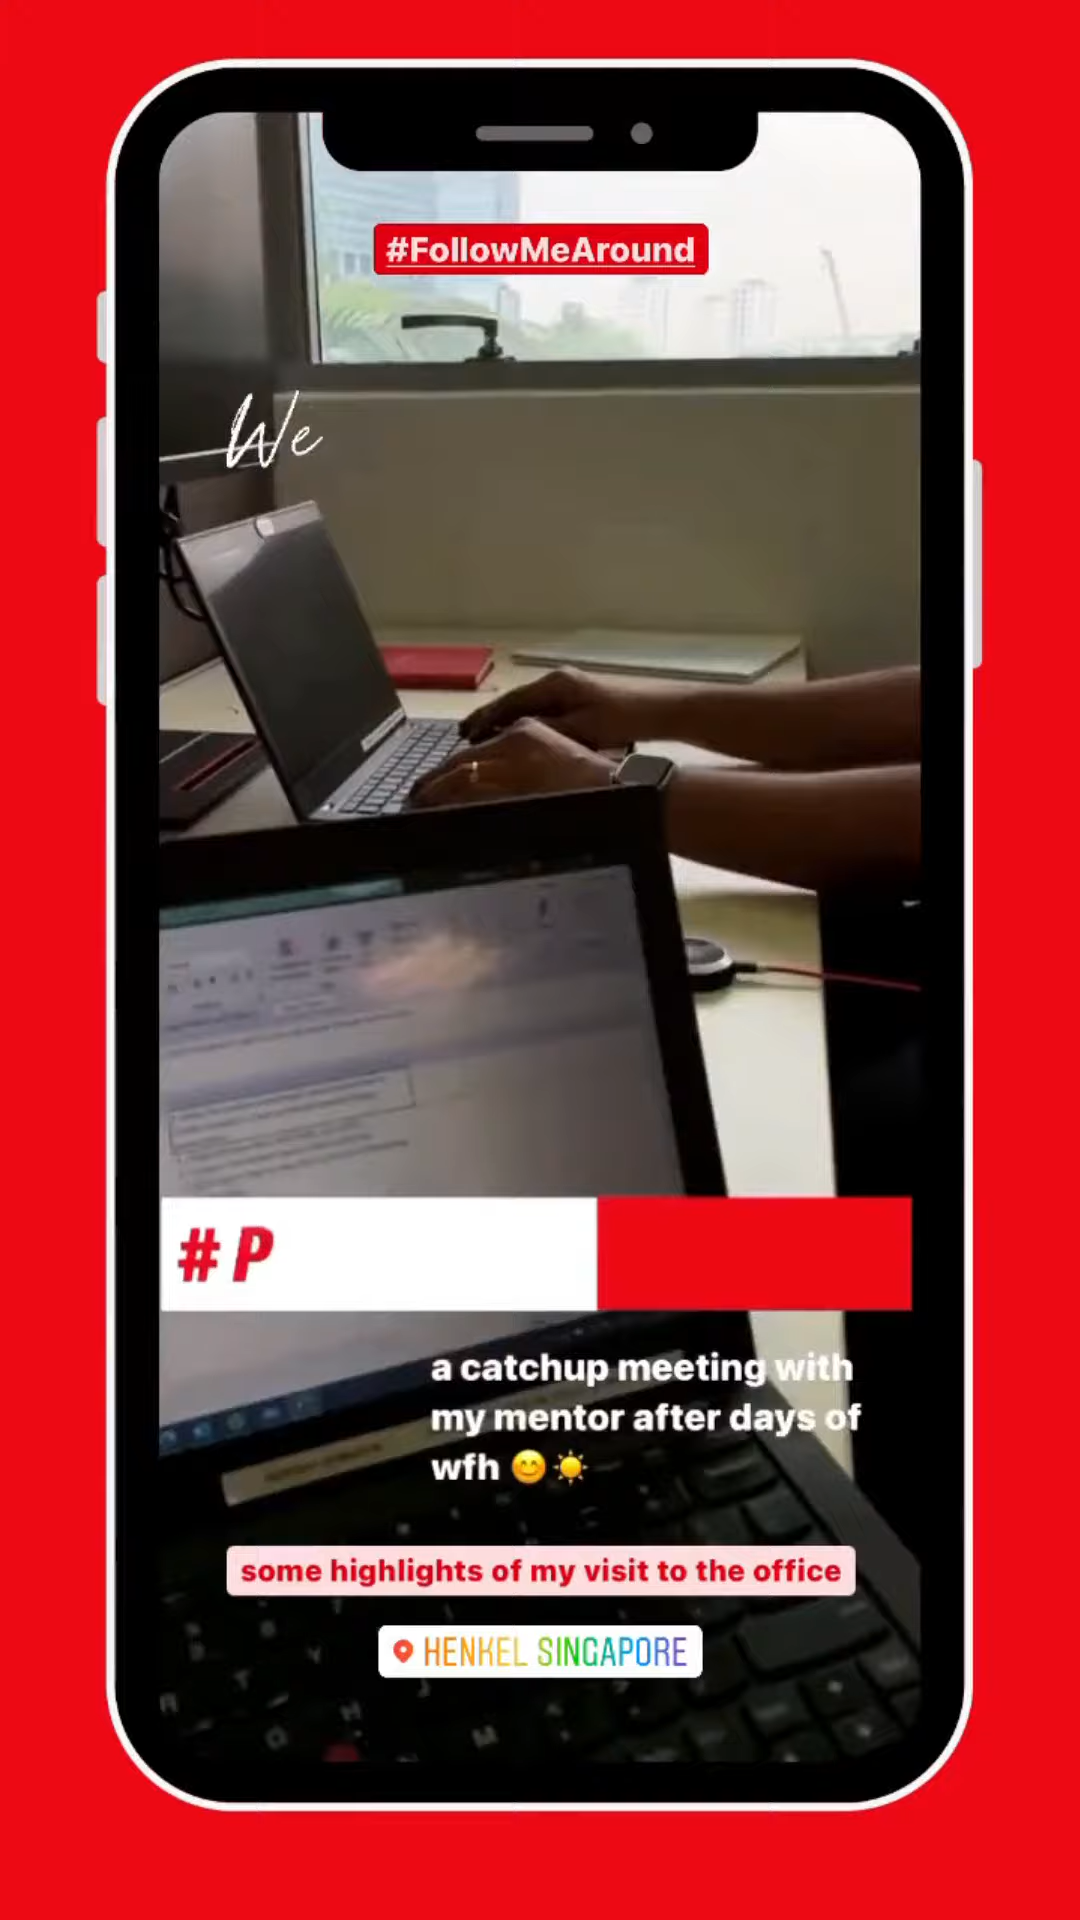 #FollowMeAround
We
#P
a catchup meeting with
my mentor after days of
wfh 😊☀️
some highlights of my visit to the office
HENKEL SINGAPORE